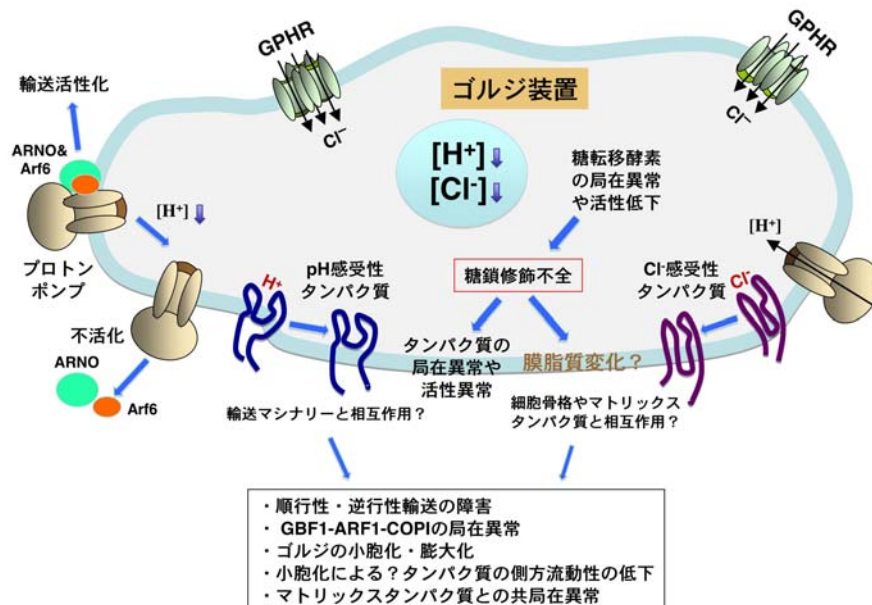 GPHR
GPHR
Cl⁻
Cl⁻
輸送活性化
ゴルジ装置
ARNO&
Arf6
[H⁺]
[Cl⁻]
糖転移酵素
の局在異常
や活性低下
[H⁺]
[H⁺]
プロトン
ポンプ
H⁺
pH感受性
タンパク質
糖鎖修飾不全
Cl⁻感受性
タンパク質
Cl⁻
不活化
ARNO
Arf6
タンパク質の
局在異常や
活性異常
膜脂質変化？
輸送マシナリーと相互作用？
細胞骨格やマトリックス
タンパク質と相互作用？
・順行性・逆行性輸送の障害
・GBF1-ARF1-COPIの局在異常
・ゴルジの小胞化・膨大化
・小胞化による？タンパク質の側方流動性の低下
・マトリックスタンパク質との共局在異常